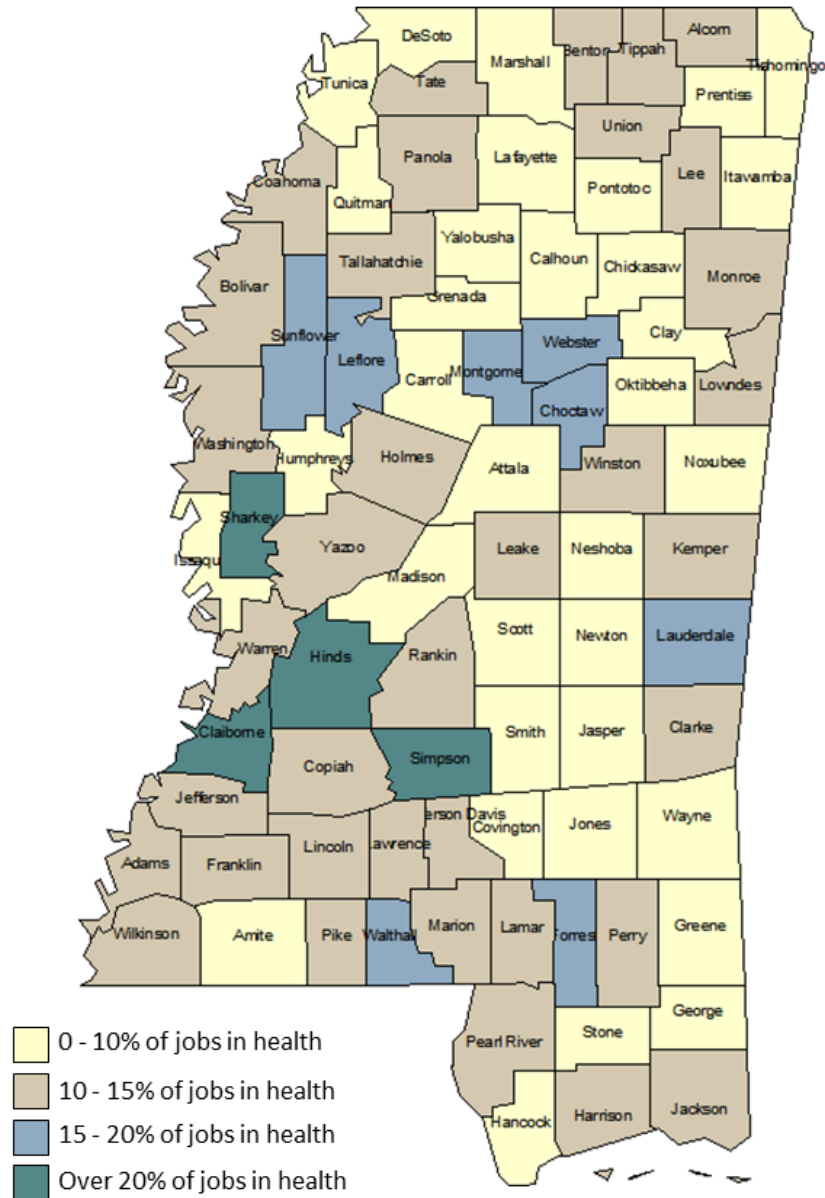 DeSoto
Marshall
Benton
Tippah
Alcorn
Tishomingo
Tunica
Tate
Prentiss
Union
Panola
Lafayette
Coahoma
Quitman
Pontotoc
Lee
Itawamba
Yalobusha
Tallahatchie
Calhoun
Chickasaw
Monroe
Bolivar
Grenada
Sunflower
Leflore
Webster
Clay
Carroll
Montgome
Oktibbeha
Lowndes
Choctaw
Washington
Humphreys
Holmes
Attala
Winston
Noxubee
Sharkey
Issaqu
Yazoo
Leake
Neshoba
Kemper
Madison
Scott
Newton
Lauderdale
Warren
Hinds
Rankin
Claiborne
Simpson
Smith
Jasper
Clarke
Copiah
Jefferson
erson Davis
Covington
Jones
Wayne
Lincoln
Lawrence
Adams
Franklin
Wilkinson
Amite
Pike
Walthal
Marion
Lamar
Forres
Perry
Greene
George
Stone
Pearl River
Hancock
Harrison
Jackson
0 - 10% of jobs in health
10 - 15% of jobs in health
15 - 20% of jobs in health
Over 20% of jobs in health